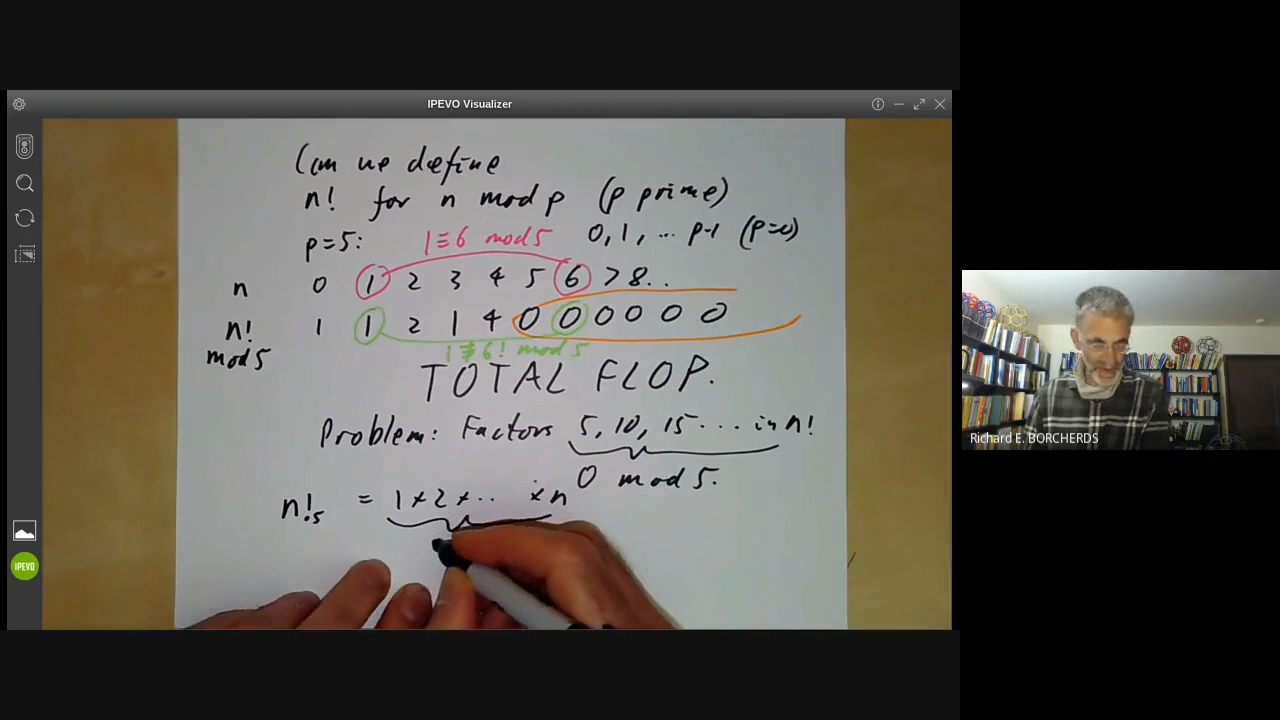 IPEVO Visualizer
Can we define
n! for n mod p (p prime)
p=5: 1≡6 mod 5 0, 1, ... p-1 (p=0)
n 0 1 2 3 4 5 6 7 8..
n! 1 1 2 1 4 0 0 0 0 0 0
mod 5 1≢6! mod 5
TOTAL FLOP.
Problem: Factors 5, 10, 15... in n!
0 mod 5.
n!₅ = 1×2×.. ×n
Richard E. BORCHERDS
IPEVO